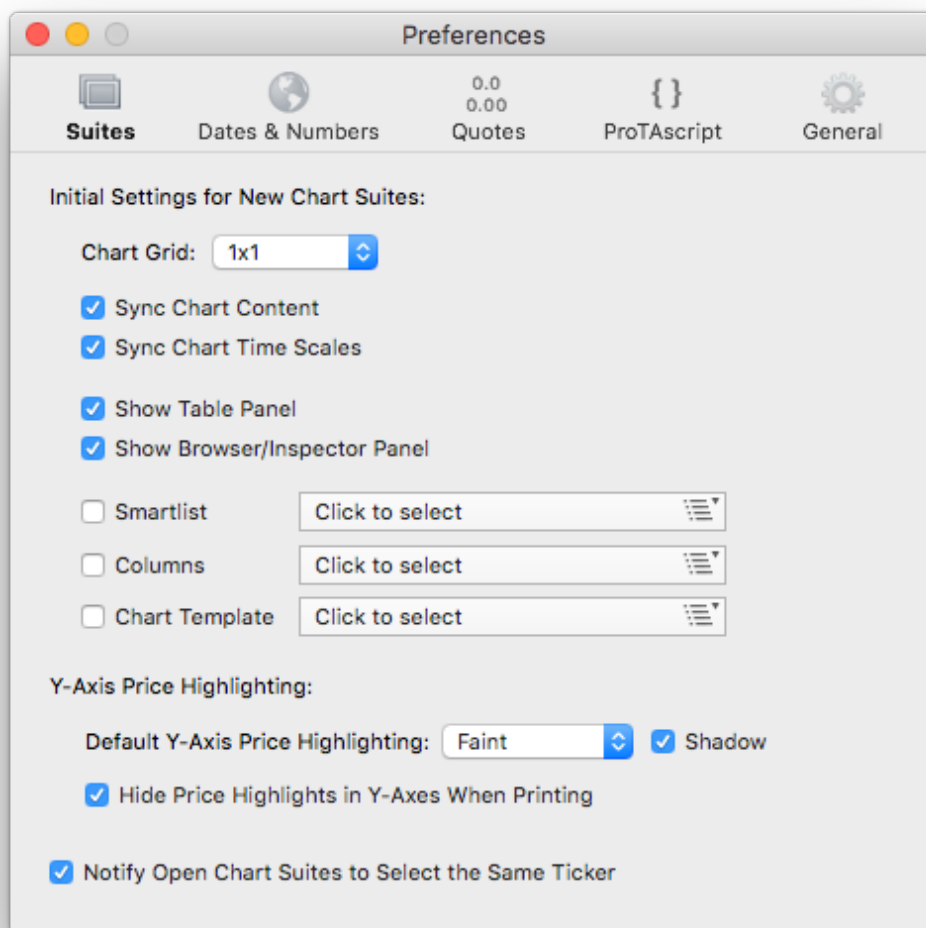 Preferences
0.0
0.00
{ }
Suites Dates & Numbers Quotes ProTAscript General
Initial Settings for New Chart Suites:
Chart Grid: 1x1
Sync Chart Content
Sync Chart Time Scales
Show Table Panel
Show Browser/Inspector Panel
Smartlist Click to select
Columns Click to select
Chart Template Click to select
Y-Axis Price Highlighting:
Default Y-Axis Price Highlighting: Faint Shadow
Hide Price Highlights in Y-Axes When Printing
Notify Open Chart Suites to Select the Same Ticker